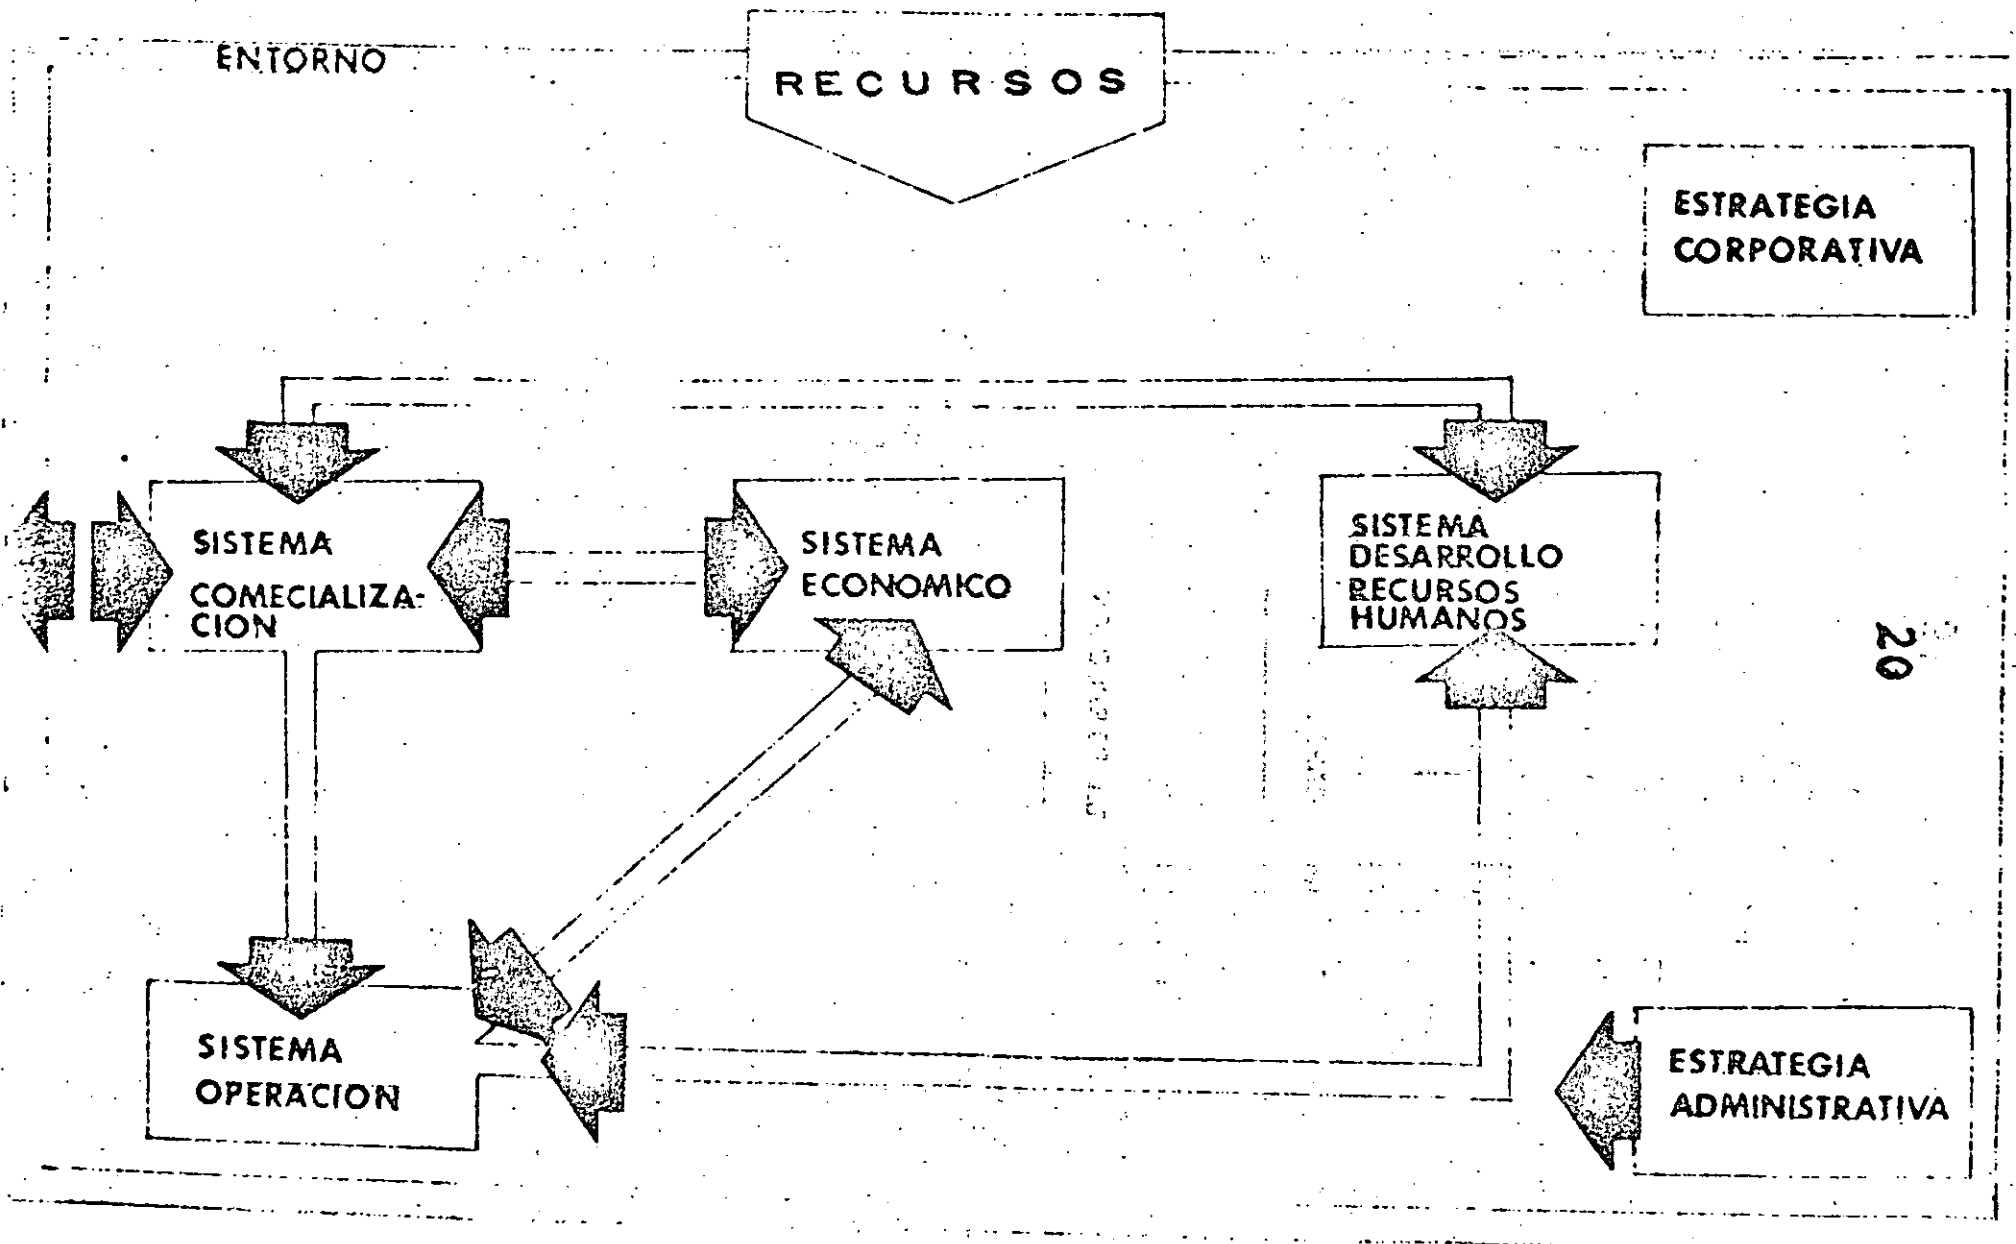 ENTORNO
RECURSOS
ESTRATEGIA
CORPORATIVA
SISTEMA
COMECIALIZA-
CION
SISTEMA
ECONOMICO
SISTEMA
DESARROLLO
RECURSOS
HUMANOS
20
SISTEMA
OPERACION
ESTRATEGIA
ADMINISTRATIVA